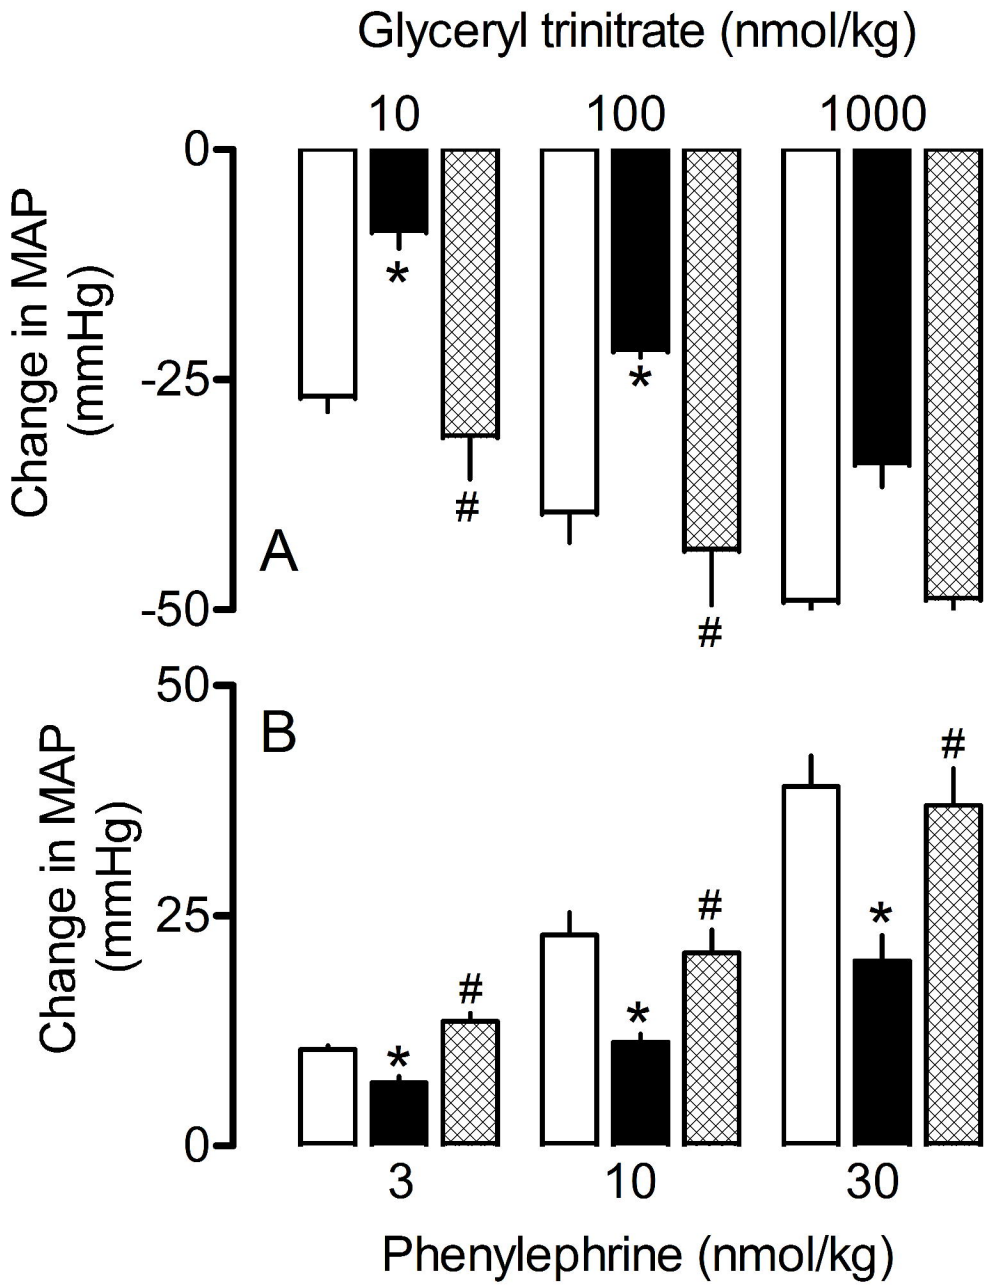 Glyceryl trinitrate (nmol/kg)
10 100 1000
Change in MAP
(mmHg)
0
-25
-50
*
*
#
#
A
B
Change in MAP
(mmHg)
50
25
0
#
*
#
*
#
*
3 10 30
Phenylephrine (nmol/kg)